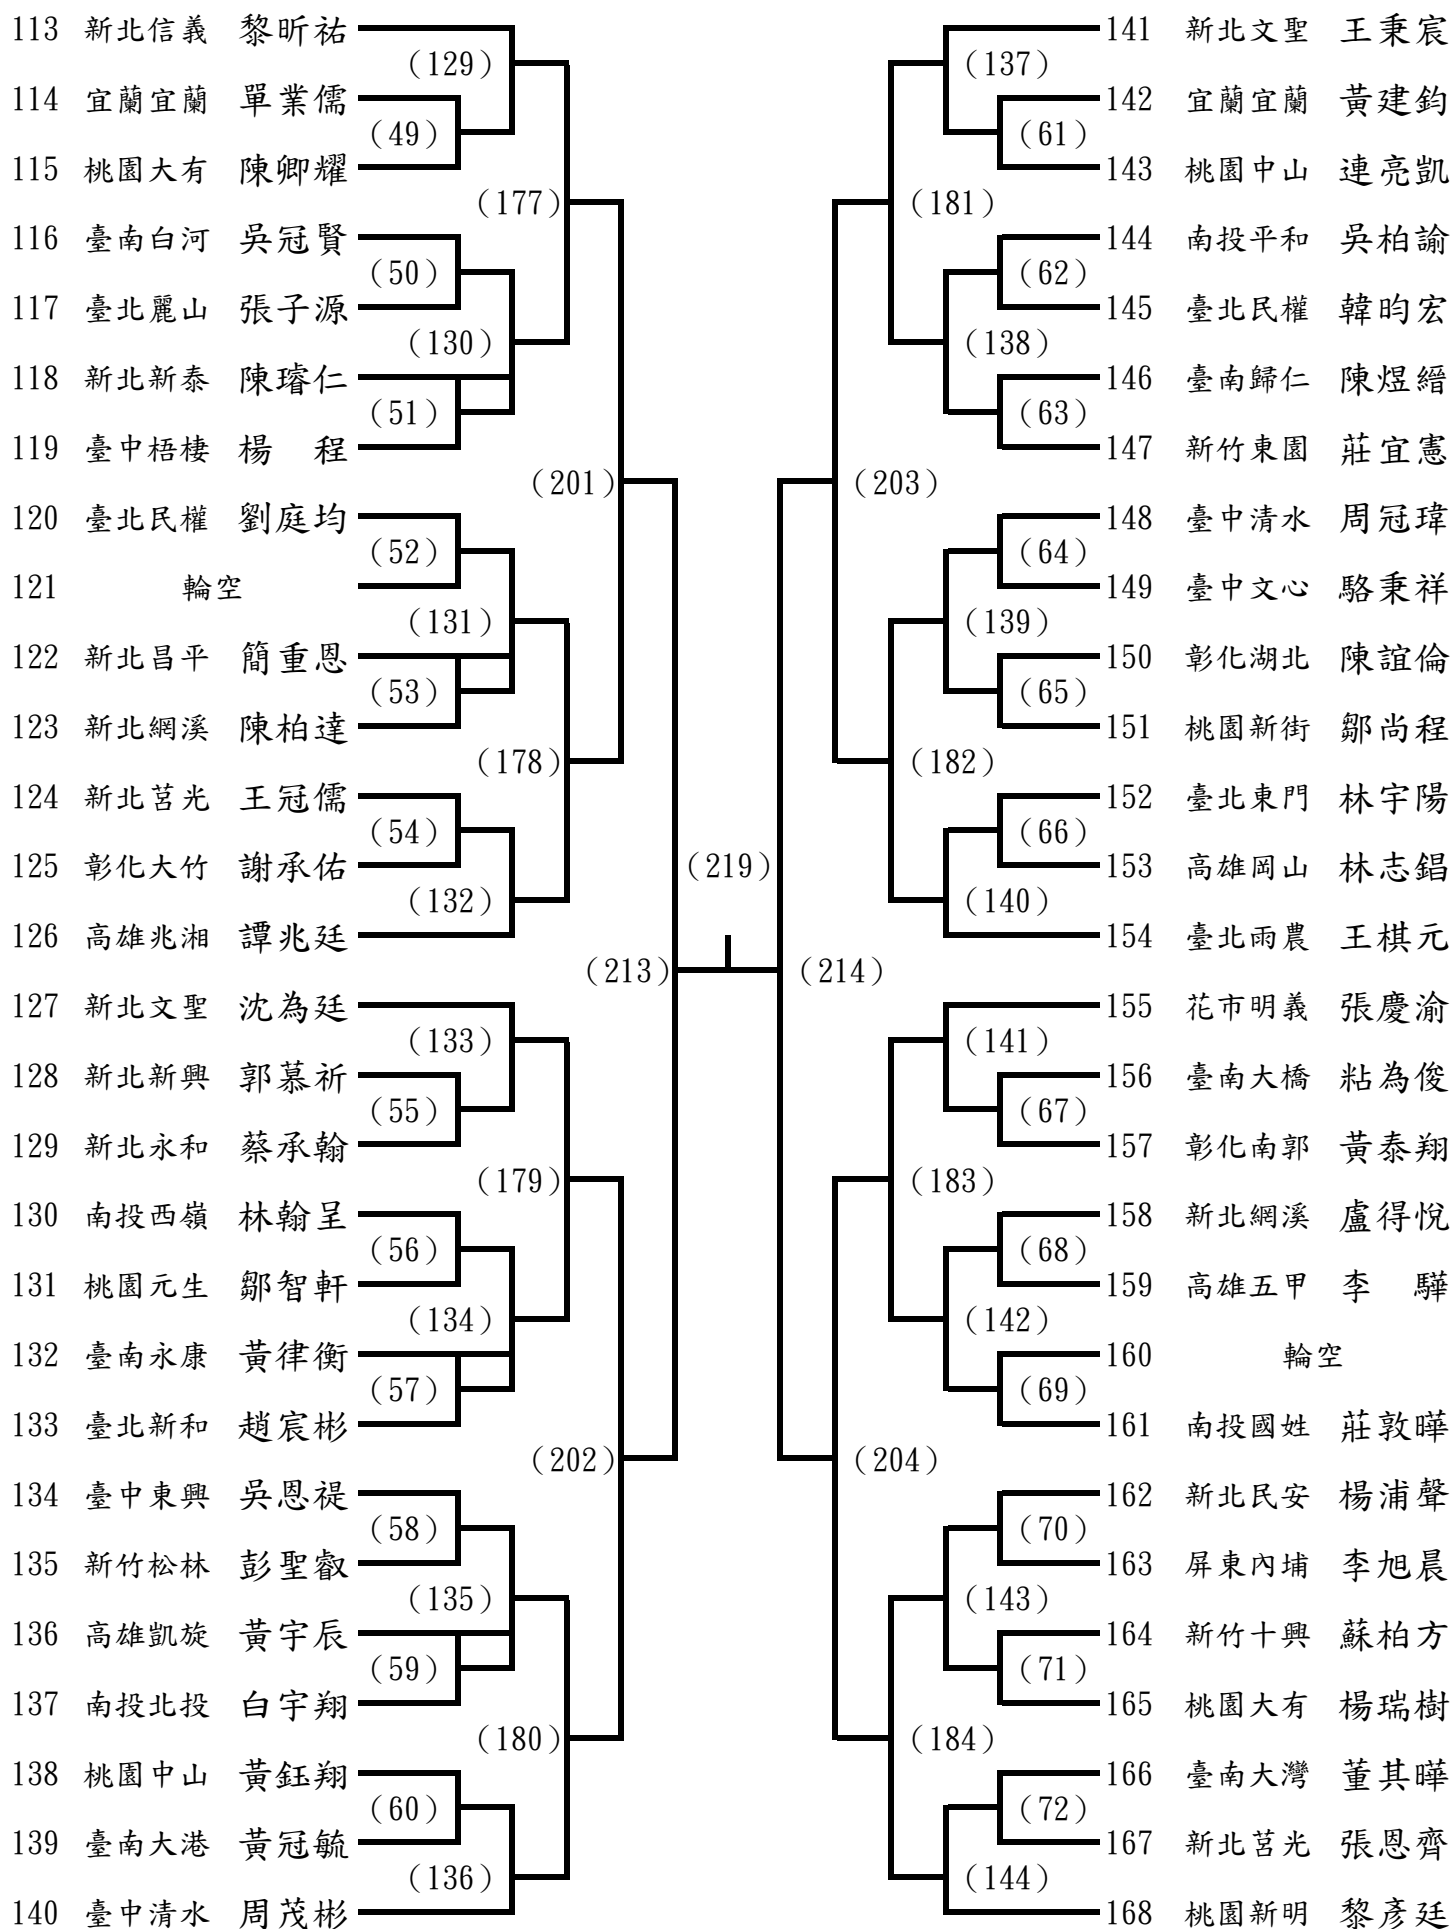 113 新北信義 黎昕祐
(129)
114 宜蘭宜蘭 單業儒
(49)
115 桃園大有 陳卿耀
(177)
116 臺南白河 吳冠賢
(50)
117 臺北麗山 張子源
(130)
118 新北新泰 陳璿仁
(51)
119 臺中梧棲 楊　程
(201)
120 臺北民權 劉庭均
(52)
121 輪空
(131)
122 新北昌平 簡重恩
(53)
123 新北網溪 陳柏達
(178)
124 新北莒光 王冠儒
(54)
125 彰化大竹 謝承佑
(132)
126 高雄兆湘 譚兆廷
(213)
127 新北文聖 沈為廷
(133)
128 新北新興 郭慕祈
(55)
129 新北永和 蔡承翰
(179)
130 南投西嶺 林翰呈
(56)
131 桃園元生 鄒智軒
(134)
132 臺南永康 黃律衡
(57)
133 臺北新和 趙宸彬
(202)
134 臺中東興 吳恩禔
(58)
135 新竹松林 彭聖叡
(135)
136 高雄凱旋 黃宇辰
(59)
137 南投北投 白宇翔
(180)
138 桃園中山 黃鈺翔
(60)
139 臺南大港 黃冠毓
(136)
140 臺中清水 周茂彬
(219)
141 新北文聖 王秉宸
(137)
142 宜蘭宜蘭 黃建鈞
(61)
143 桃園中山 連亮凱
(181)
144 南投平和 吳柏諭
(62)
145 臺北民權 韓昀宏
(138)
146 臺南歸仁 陳煜縉
(63)
147 新竹東園 莊宜憲
(203)
148 臺中清水 周冠瑋
(64)
149 臺中文心 駱秉祥
(139)
150 彰化湖北 陳誼倫
(65)
151 桃園新街 鄒尚程
(182)
152 臺北東門 林宇陽
(66)
153 高雄岡山 林志錩
(140)
154 臺北雨農 王棋元
(214)
155 花市明義 張慶渝
(141)
156 臺南大橋 粘為俊
(67)
157 彰化南郭 黃泰翔
(183)
158 新北網溪 盧得悅
(68)
159 高雄五甲 李　驊
(142)
160 輪空
(69)
161 南投國姓 莊敦曄
(204)
162 新北民安 楊浦聲
(70)
163 屏東內埔 李旭晨
(143)
164 新竹十興 蘇柏方
(71)
165 桃園大有 楊瑞樹
(184)
166 臺南大灣 董其曄
(72)
167 新北莒光 張恩齊
(144)
168 桃園新明 黎彥廷